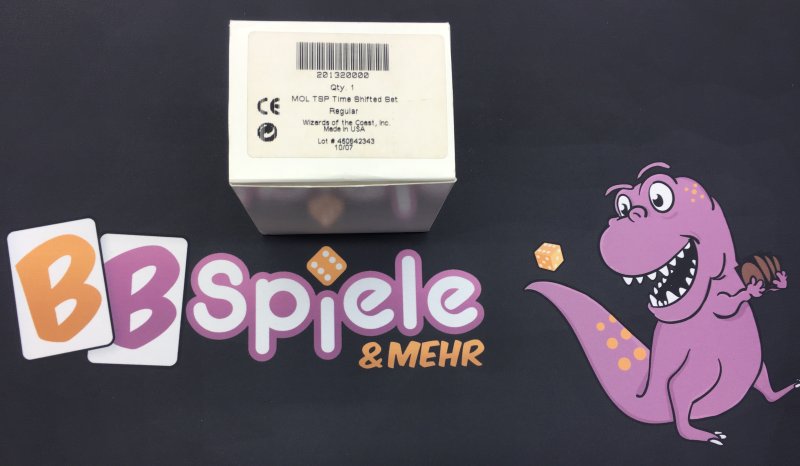 201320000
Qty. 1
MOL TSP Time Shifted Set
Regular
Wizards of the Coast, Inc.
Made in USA
Lot # 450842343
10/07
CE
BB Spiele
& MEHR